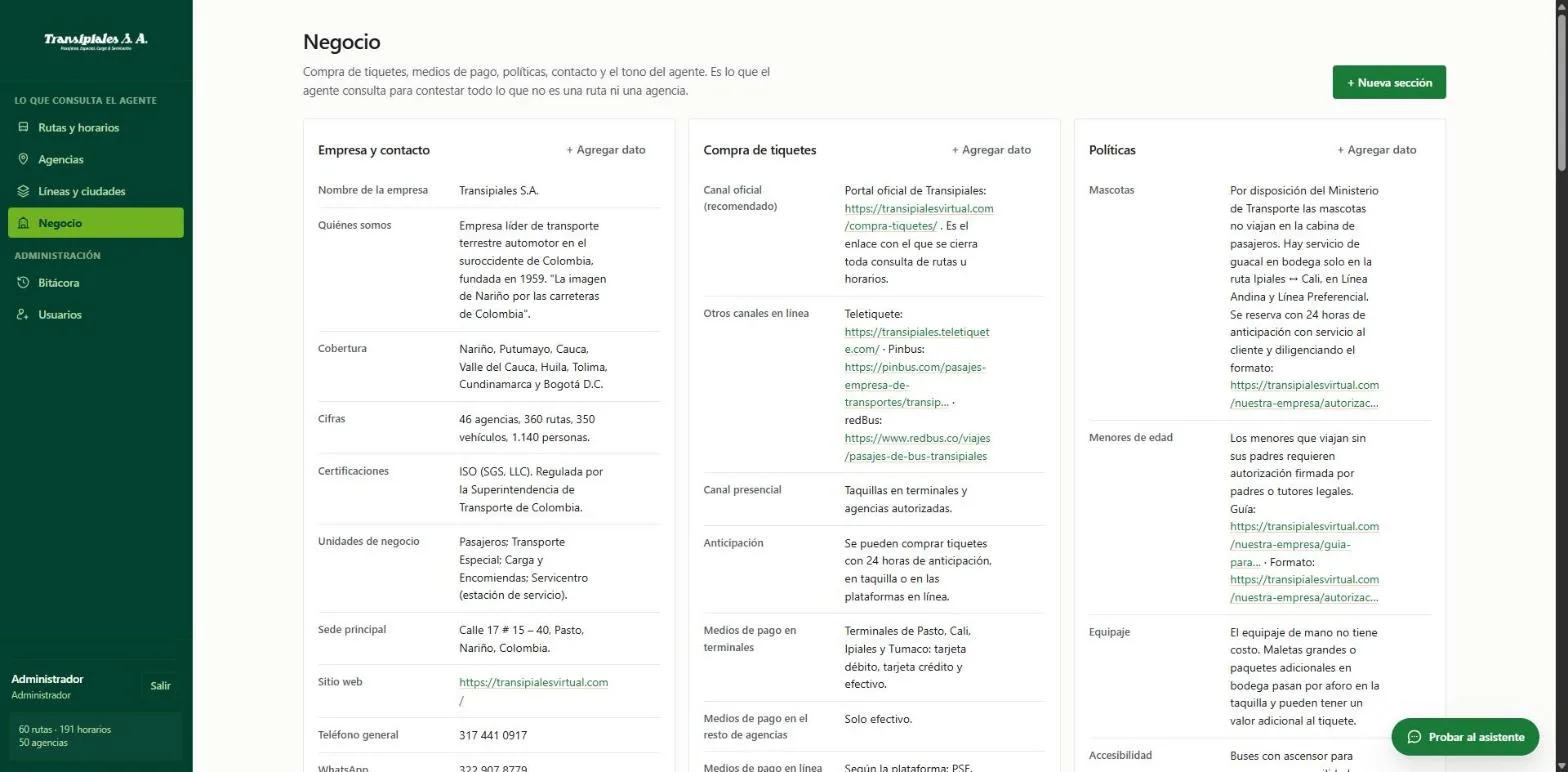 Transipiales S. A.
Pasajeros, Especial, Carga & Servicentro
LO QUE CONSULTA EL AGENTE
Rutas y horarios
Agencias
Líneas y ciudades
Negocio
ADMINISTRACIÓN
Bitácora
Usuarios
Administrador
Administrador
Salir
60 rutas · 191 horarios
50 agencias
Negocio
Compra de tiquetes, medios de pago, políticas, contacto y el tono del agente. Es lo que el
agente consulta para contestar todo lo que no es una ruta ni una agencia.
+ Nueva sección
Empresa y contacto
+ Agregar dato
Nombre de la empresa
Transipiales S.A.
Quiénes somos
Empresa líder de transporte
terrestre automotor en el
suroccidente de Colombia,
fundada en 1959. "La imagen
de Nariño por las carreteras
de Colombia".
Cobertura
Nariño, Putumayo, Cauca,
Valle del Cauca, Huila, Tolima,
Cundinamarca y Bogotá D.C.
Cifras
46 agencias, 360 rutas, 350
vehículos, 1.140 personas.
Certificaciones
ISO (SGS, LLC). Regulada por
la Superintendencia de
Transporte de Colombia.
Unidades de negocio
Pasajeros; Transporte
Especial; Carga y
Encomiendas; Servicentro
(estación de servicio).
Sede principal
Calle 17 # 15 – 40, Pasto,
Nariño, Colombia.
Sitio web
https://transipialesvirtual.com
/
Teléfono general
317 441 0917
WhatsApp
322 907 8779
Compra de tiquetes
+ Agregar dato
Canal oficial
(recomendado)
Portal oficial de Transipiales:
https://transipialesvirtual.com
/compra-tiquetes/ . Es el
enlace con el que se cierra
toda consulta de rutas u
horarios.
Otros canales en línea
Teletiquete:
https://transipiales.teletiquet
e.com/ · Pinbus:
https://pinbus.com/pasajes-
empresa-de-
transportes/transip... ·
redBus:
https://www.redbus.co/viajes
/pasajes-de-bus-transipiales
Canal presencial
Taquillas en terminales y
agencias autorizadas.
Anticipación
Se pueden comprar tiquetes
con 24 horas de anticipación,
en taquilla o en las
plataformas en línea.
Medios de pago en
terminales
Terminales de Pasto, Cali,
Ipiales y Tumaco: tarjeta
débito, tarjeta crédito y
efectivo.
Medios de pago en el
resto de agencias
Solo efectivo.
Medios de pago en línea
Según la plataforma: PSE,
Políticas
+ Agregar dato
Mascotas
Por disposición del Ministerio
de Transporte las mascotas
no viajan en la cabina de
pasajeros. Hay servicio de
guacal en bodega solo en la
ruta Ipiales ↔ Cali, en Línea
Andina y Línea Preferencial.
Se reserva con 24 horas de
anticipación con servicio al
cliente y diligenciando el
formato:
https://transipialesvirtual.com
/nuestra-empresa/autorizac...
Menores de edad
Los menores que viajan sin
sus padres requieren
autorización firmada por
padres o tutores legales.
Guía:
https://transipialesvirtual.com
/nuestra-empresa/guia-
para... · Formato:
https://transipialesvirtual.com
/nuestra-empresa/autorizac...
Equipaje
El equipaje de mano no tiene
costo. Maletas grandes o
paquetes adicionales en
bodega pasan por aforo en la
taquilla y pueden tener un
valor adicional al tiquete.
Accesibilidad
Buses con ascensor para
Probar al asistente